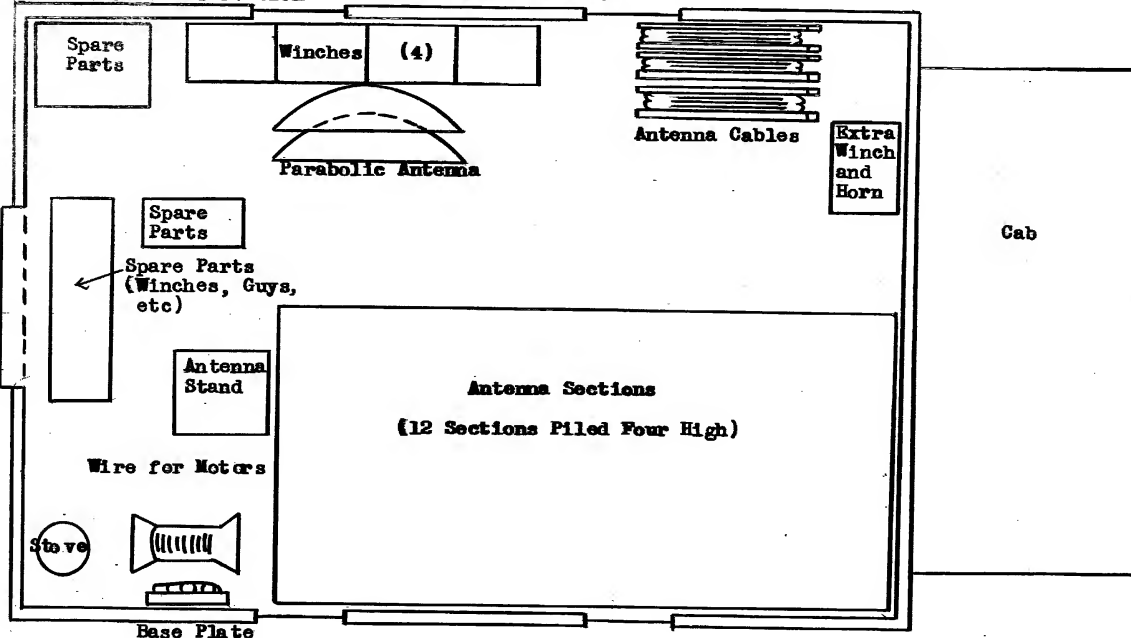 Spare
Parts
Winches (4)
Antenna Cables
Extra
Winch
and
Horn
Parabolic Antenna
Cab
Spare
Parts
Spare Parts
(Winches, Guys,
etc)
Antenna
Stand
Antenna Sections
(12 Sections Piled Four High)
Wire for Motors
Stove
Base Plate